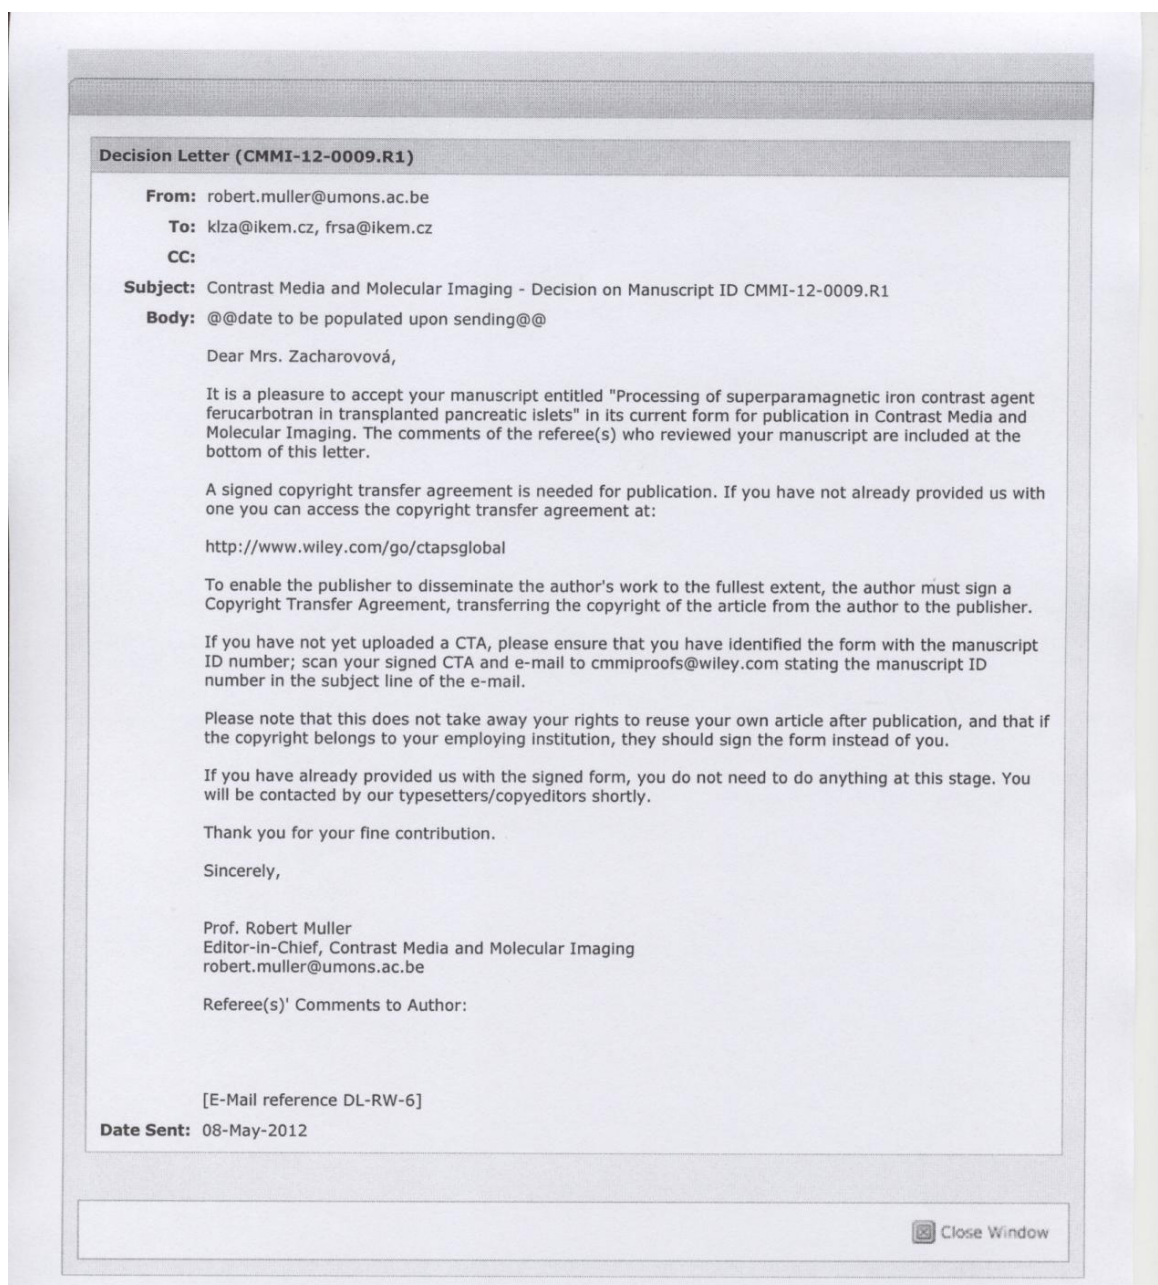 Decision Letter (CMMI-12-0009.R1)
From: robert.muller@umons.ac.be
To: klza@ikem.cz, frsa@ikem.cz
CC:
Subject: Contrast Media and Molecular Imaging - Decision on Manuscript ID CMMI-12-0009.R1
Body: @@date to be populated upon sending@@
Dear Mrs. Zacharovová,
It is a pleasure to accept your manuscript entitled "Processing of superparamagnetic iron contrast agent
ferucarbotran in transplanted pancreatic islets" in its current form for publication in Contrast Media and
Molecular Imaging. The comments of the referee(s) who reviewed your manuscript are included at the
bottom of this letter.
A signed copyright transfer agreement is needed for publication. If you have not already provided us with
one you can access the copyright transfer agreement at:
http://www.wiley.com/go/ctapsglobal
To enable the publisher to disseminate the author's work to the fullest extent, the author must sign a
Copyright Transfer Agreement, transferring the copyright of the article from the author to the publisher.
If you have not yet uploaded a CTA, please ensure that you have identified the form with the manuscript
ID number; scan your signed CTA and e-mail to cmmiproofs@wiley.com stating the manuscript ID
number in the subject line of the e-mail.
Please note that this does not take away your rights to reuse your own article after publication, and that if
the copyright belongs to your employing institution, they should sign the form instead of you.
If you have already provided us with the signed form, you do not need to do anything at this stage. You
will be contacted by our typesetters/copyeditors shortly.
Thank you for your fine contribution.
Sincerely,
Prof. Robert Muller
Editor-in-Chief, Contrast Media and Molecular Imaging
robert.muller@umons.ac.be
Referee(s)' Comments to Author:
[E-Mail reference DL-RW-6]
Date Sent: 08-May-2012
Close Window